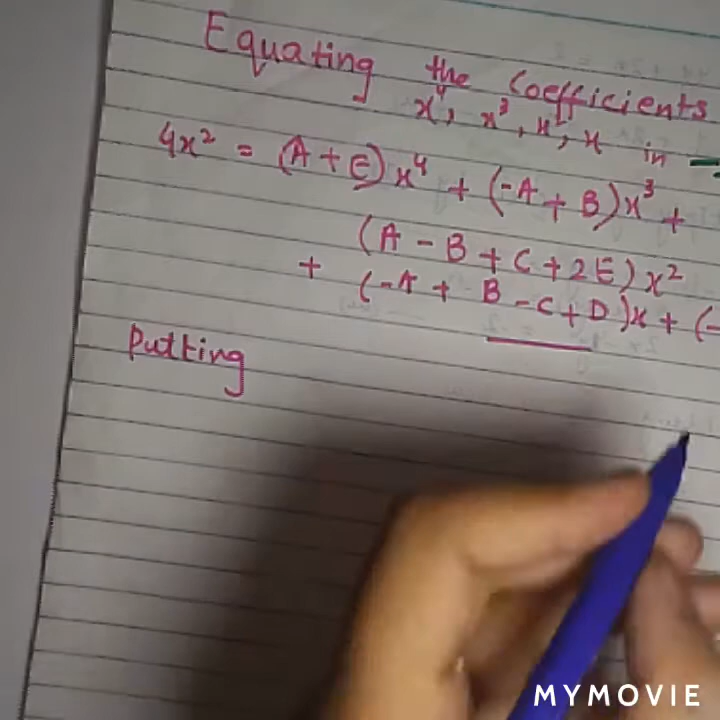 Equating the Coefficients
x⁴, x³, x², x in
4x² = (A + E)x⁴ + (-A + B)x³ +
(A - B + C + 2E)x²
+ (-A + B - C + D)x + (-
Putting
MYMOVIE